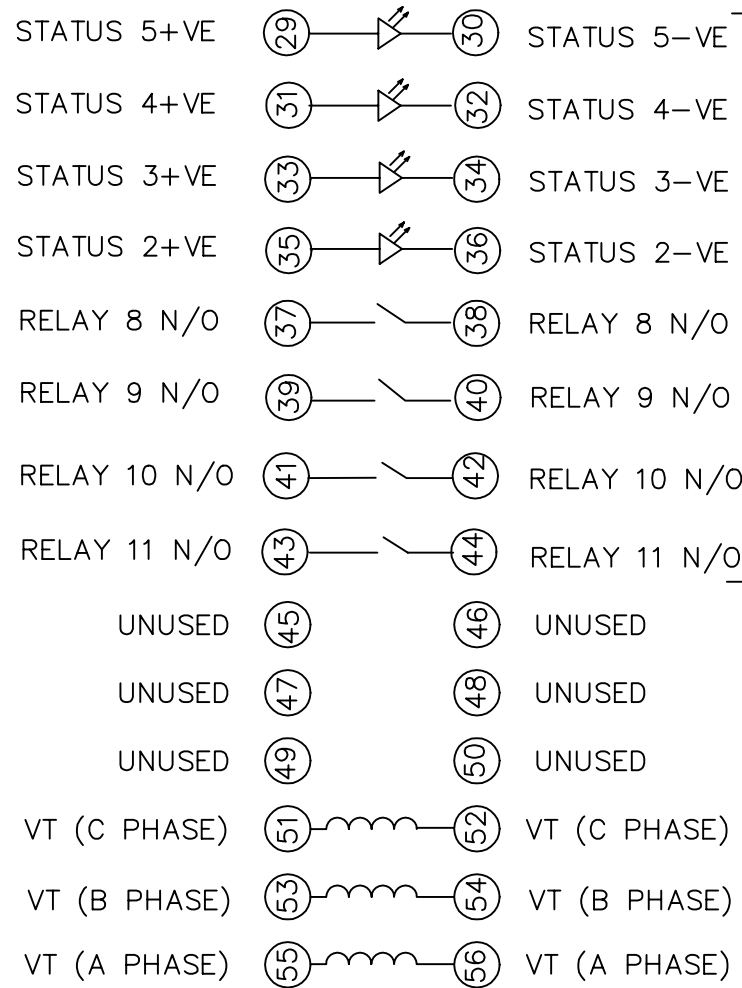 STATUS 5+VE 29 30 STATUS 5-VE
STATUS 4+VE 31 32 STATUS 4-VE
STATUS 3+VE 33 34 STATUS 3-VE
STATUS 2+VE 35 36 STATUS 2-VE
RELAY 8 N/O 37 38 RELAY 8 N/O
RELAY 9 N/O 39 40 RELAY 9 N/O
RELAY 10 N/O 41 42 RELAY 10 N/O
RELAY 11 N/O 43 44 RELAY 11 N/O
UNUSED 45 46 UNUSED
UNUSED 47 48 UNUSED
UNUSED 49 50 UNUSED
VT (C PHASE) 51 52 VT (C PHASE)
VT (B PHASE) 53 54 VT (B PHASE)
VT (A PHASE) 55 56 VT (A PHASE)